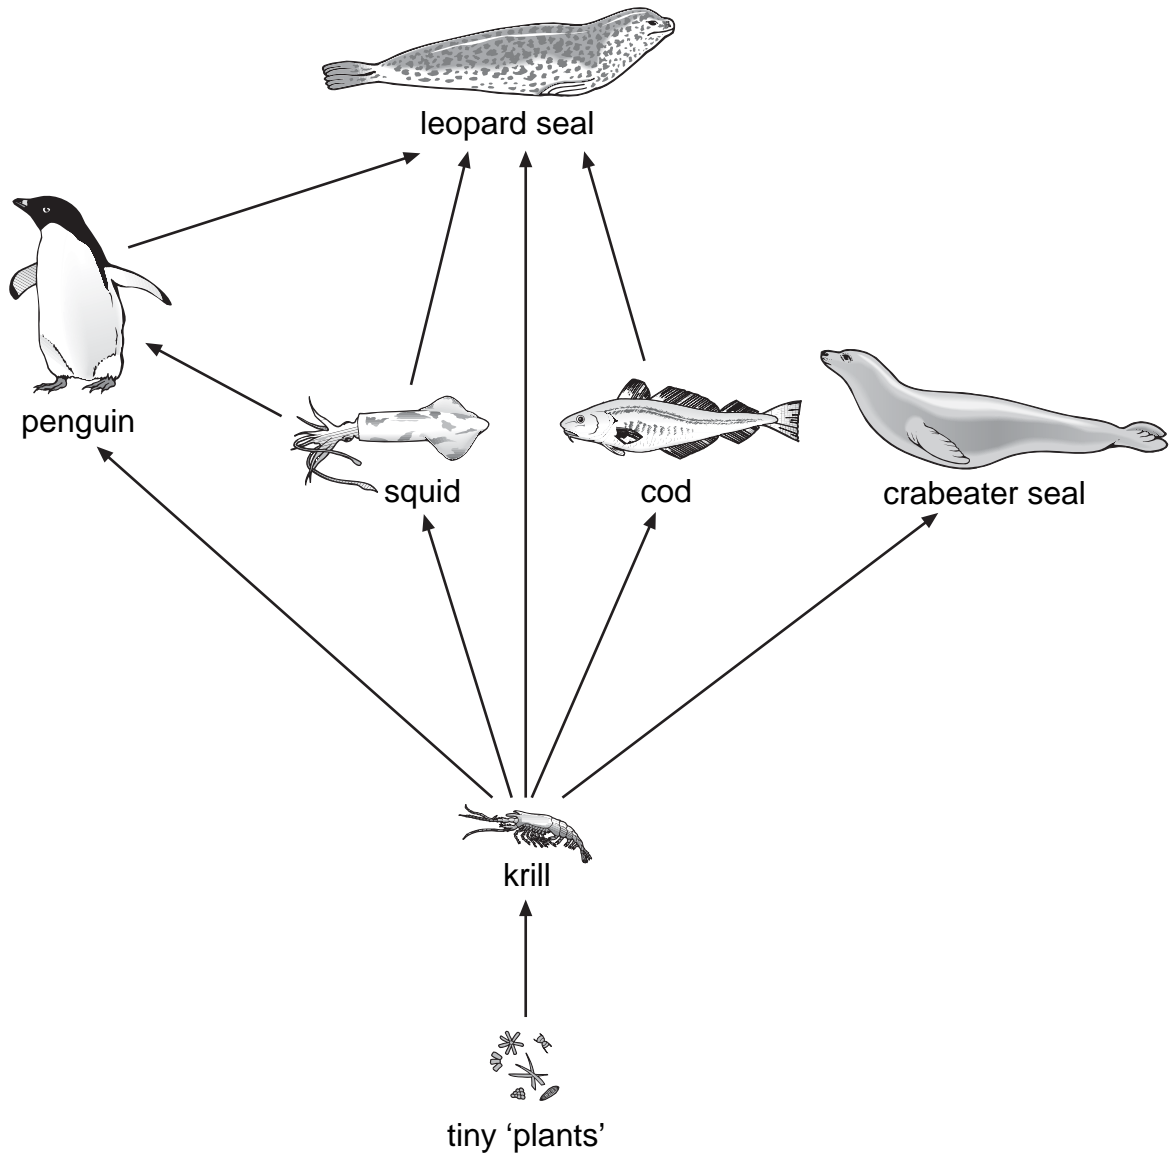 leopard seal
penguin
squid
cod
crabeater seal
krill
tiny ‘plants’